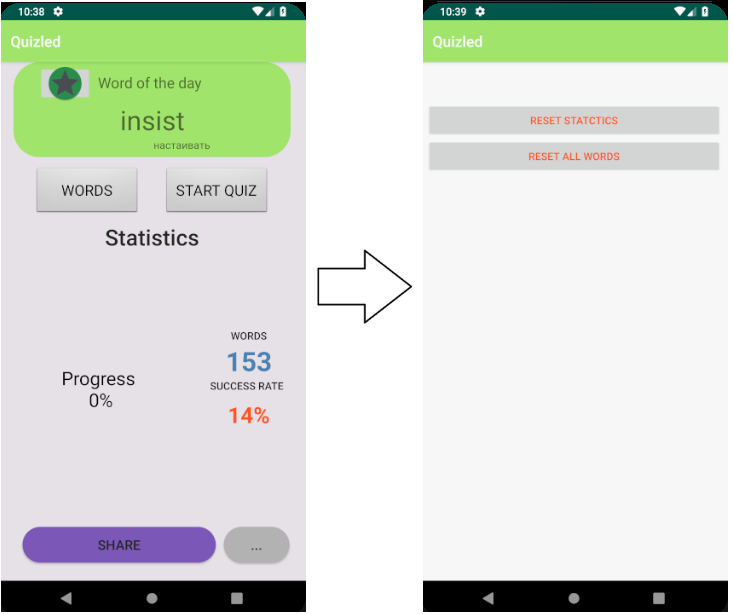 10:38
Quizled
Word of the day
insist
настаивать
WORDS
START QUIZ
Statistics
WORDS
153
SUCCESS RATE
14%
Progress
0%
SHARE
...
10:39
Quizled
RESET STATCTICS
RESET ALL WORDS